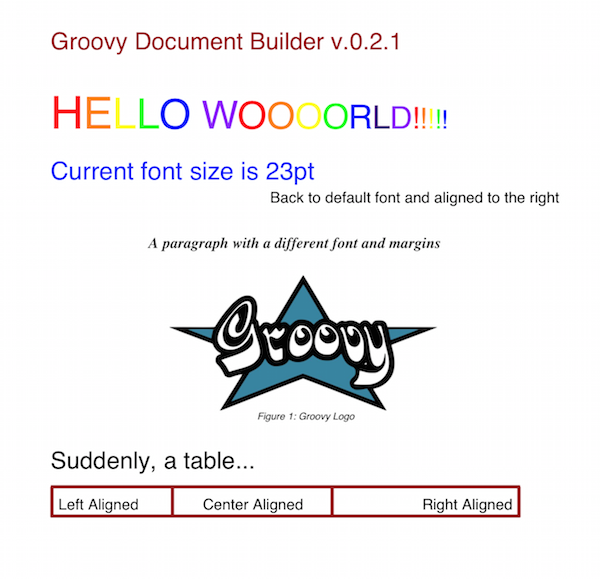 Groovy Document Builder v.0.2.1
HELLO WOOOORLD!!!!!
Current font size is 23pt
Back to default font and aligned to the right
A paragraph with a different font and margins
Groovy
Figure 1: Groovy Logo
Suddenly, a table...
Left Aligned Center Aligned Right Aligned